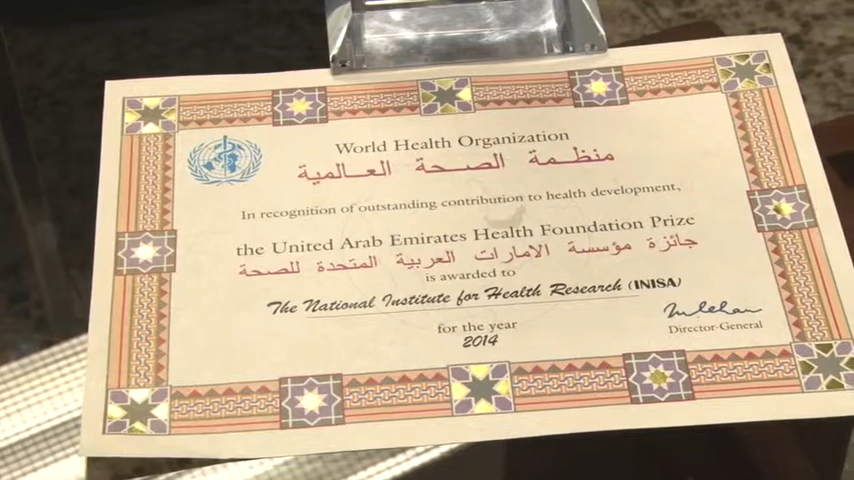 World Health Organization
منظمة الصحة العالمية
In recognition of outstanding contribution to health development,
the United Arab Emirates Health Foundation Prize
جائزة مؤسسة الإمارات العربية المتحدة للصحة
is awarded to
The National Institute for Health Research (INISA)
for the year
2014
Director-General